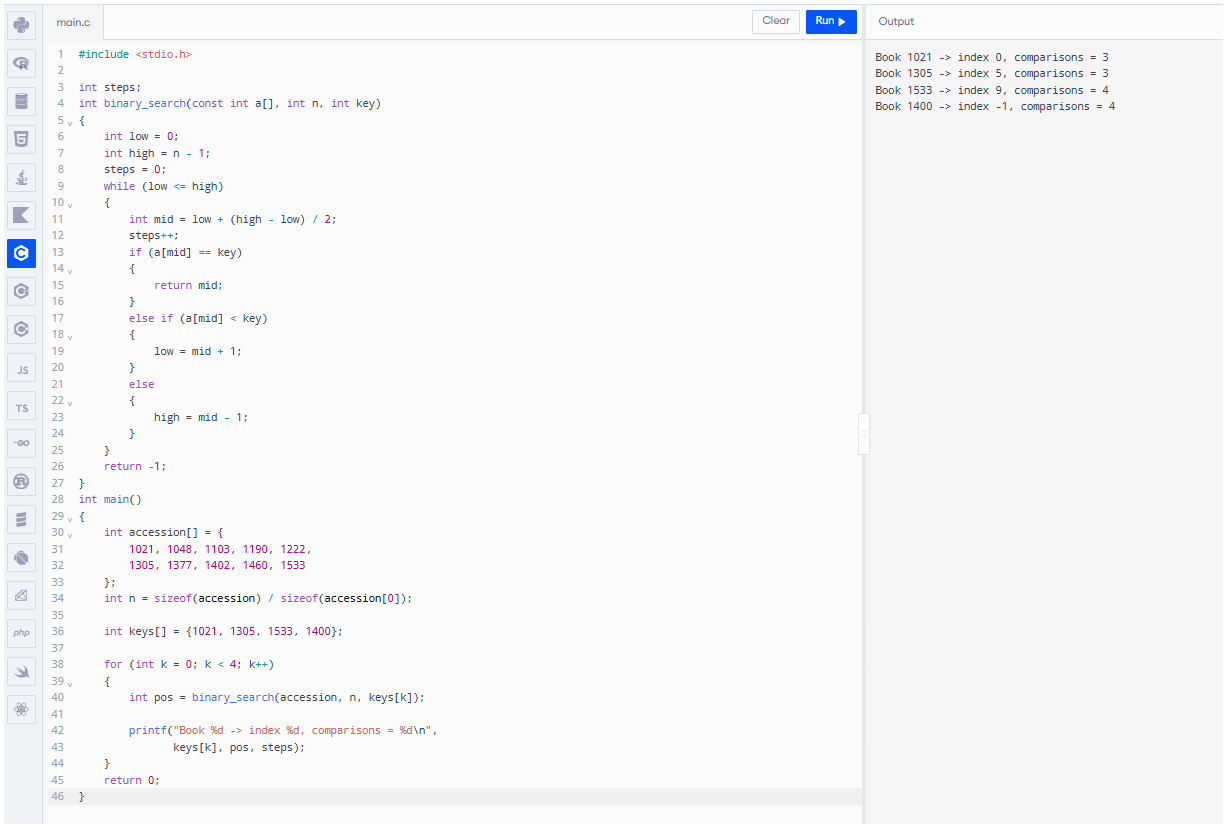 main.c
Clear
Run
Output
1 #include <stdio.h>
2
3 int steps;
4 int binary_search(const int a[], int n, int key)
5 {
6     int low = 0;
7     int high = n - 1;
8     steps = 0;
9     while (low <= high)
10     {
11         int mid = low + (high - low) / 2;
12         steps++;
13         if (a[mid] == key)
14         {
15             return mid;
16         }
17         else if (a[mid] < key)
18         {
19             low = mid + 1;
20         }
21         else
22         {
23             high = mid - 1;
24         }
25     }
26     return -1;
27 }
28 int main()
29 {
30     int accession[] = {
31         1021, 1048, 1103, 1190, 1222,
32         1305, 1377, 1402, 1460, 1533
33     };
34     int n = sizeof(accession) / sizeof(accession[0]);
35
36     int keys[] = {1021, 1305, 1533, 1400};
37
38     for (int k = 0; k < 4; k++)
39     {
40         int pos = binary_search(accession, n, keys[k]);
41
42         printf("Book %d -> index %d, comparisons = %d\n",
43                keys[k], pos, steps);
44     }
45     return 0;
46 }
Book 1021 -> index 0, comparisons = 3
Book 1305 -> index 5, comparisons = 3
Book 1533 -> index 9, comparisons = 4
Book 1400 -> index -1, comparisons = 4
R
5
C
C
C
JS
TS
GO
R
php